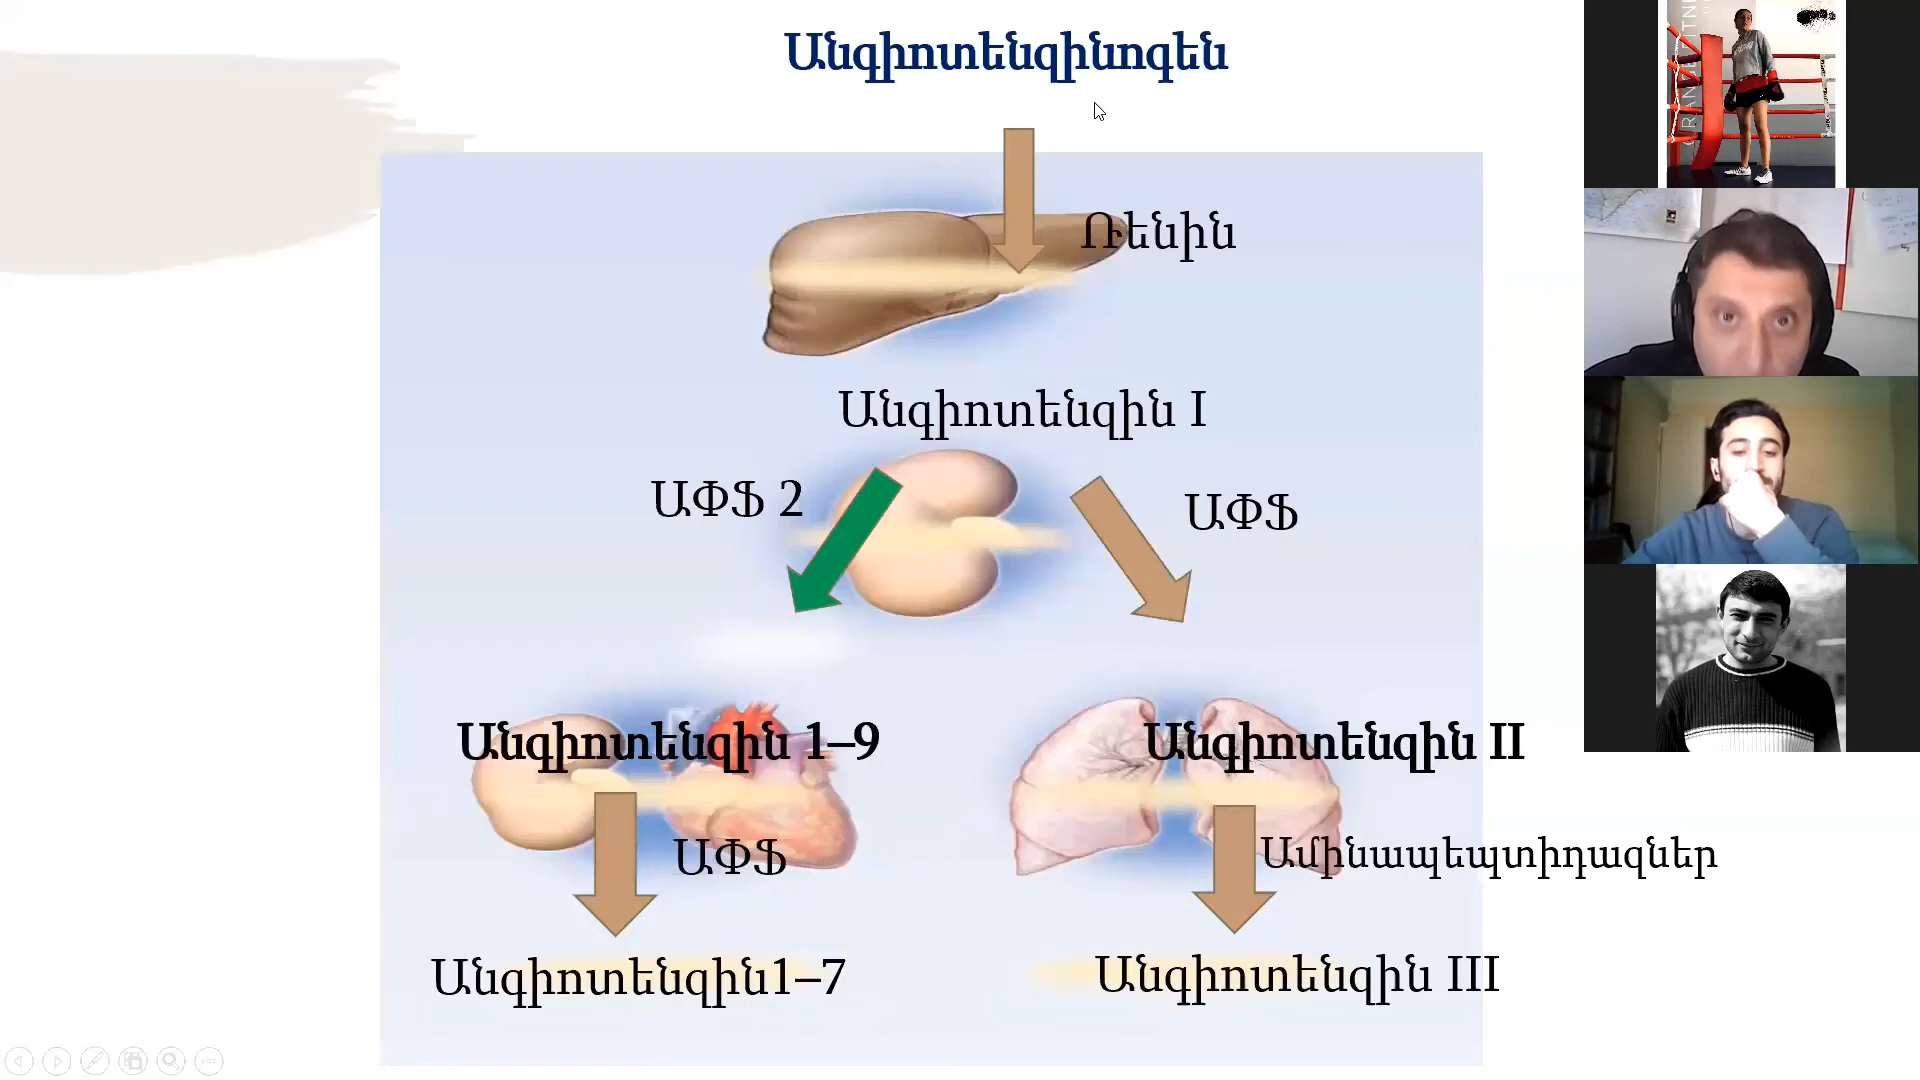 Անգիոտենզինոգեն
Ռենին
Անգիոտենզին I
ԱՓՖ 2
ԱՓՖ
Անգիոտենզին 1–9
Անգիոտենզին II
ԱՓՖ
Ամինապեպտիդազներ
Անգիոտենզին1–7
Անգիոտենզին III